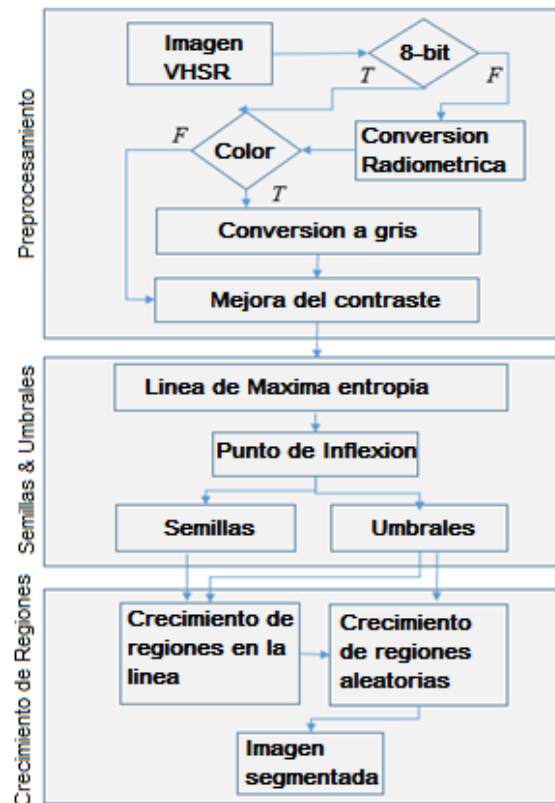 Preprocesamiento
Imagen
VHSR
8-bit
T
F
Color
Conversion
Radiometrica
F
T
Conversion a gris
Mejora del contraste
Semillas & Umbrales
Linea de Maxima entropia
Punto de Inflexion
Semillas
Umbrales
Crecimiento de Regiones
Crecimiento de
regiones en la
linea
Crecimiento
de regiones
aleatorias
Imagen
segmentada